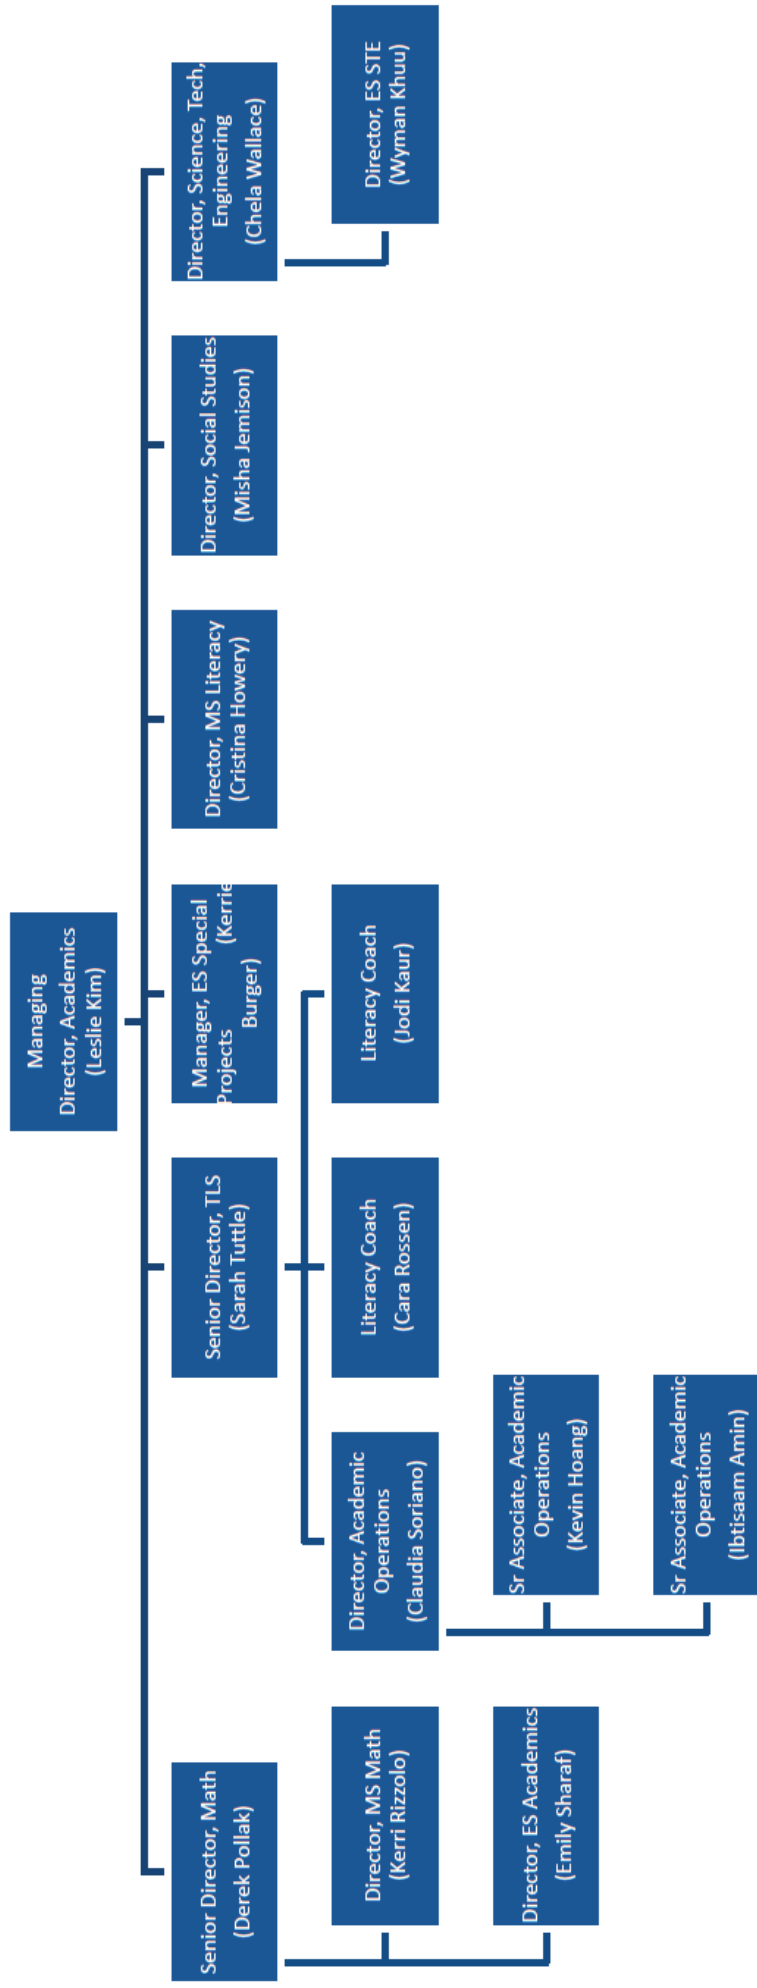 Managing
Director, Academics
(Leslie Kim)
Senior Director, Math
(Derek Pollak)
Director, MS Math
(Kerri Rizzolo)
Director, ES Academics
(Emily Sharaf)
Senior Director, TLS
(Sarah Tuttle)
Director, Academic
Operations
(Claudia Soriano)
Sr Associate, Academic
Operations
(Kevin Hoang)
Sr Associate, Academic
Operations
(Ibtisaam Amin)
Literacy Coach
(Cara Rossen)
Literacy Coach
(Jodi Kaur)
Manager, ES Special
Projects (Kerrie
Burger)
Director, MS Literacy
(Cristina Howery)
Director, Social Studies
(Misha Jemison)
Director, Science, Tech,
Engineering
(Chela Wallace)
Director, ES STE
(Wyman Khuu)